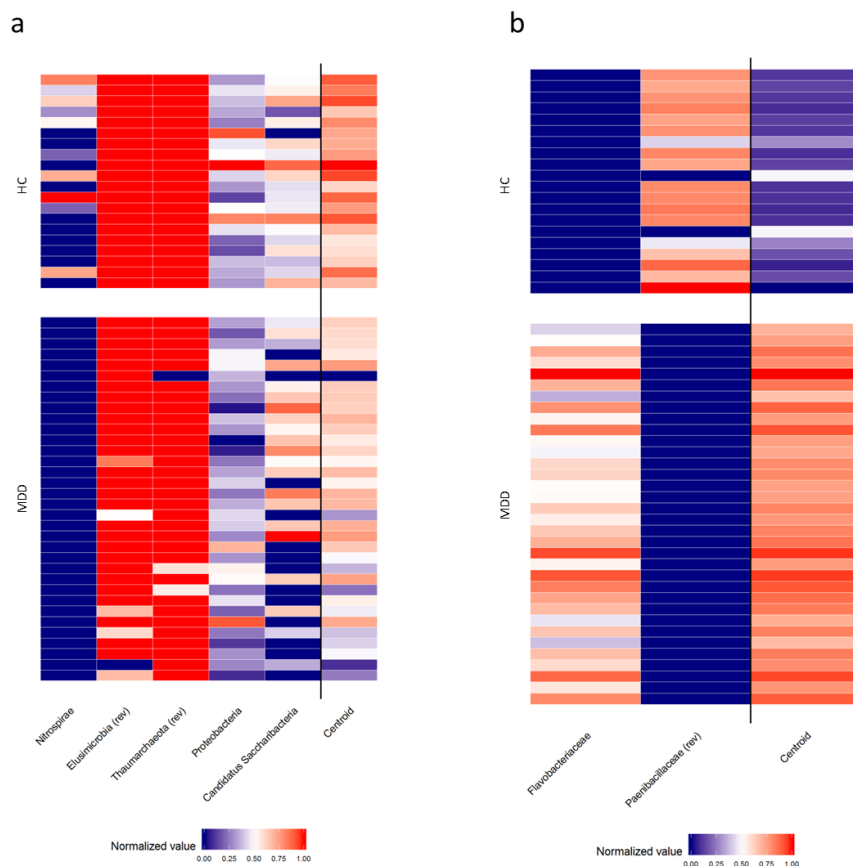 a
b
HC
HC
MDD
MDD
Nitrospirae
Elusimicrobia (rev)
Thaumarchaeota (rev)
Proteobacteria
Candidatus Saccharibacteria
Centroid
Flavobacteriaceae
Paenibacillaceae (rev)
Centroid
Normalized value
0.00 0.25 0.50 0.75 1.00
Normalized value
0.00 0.25 0.50 0.75 1.00